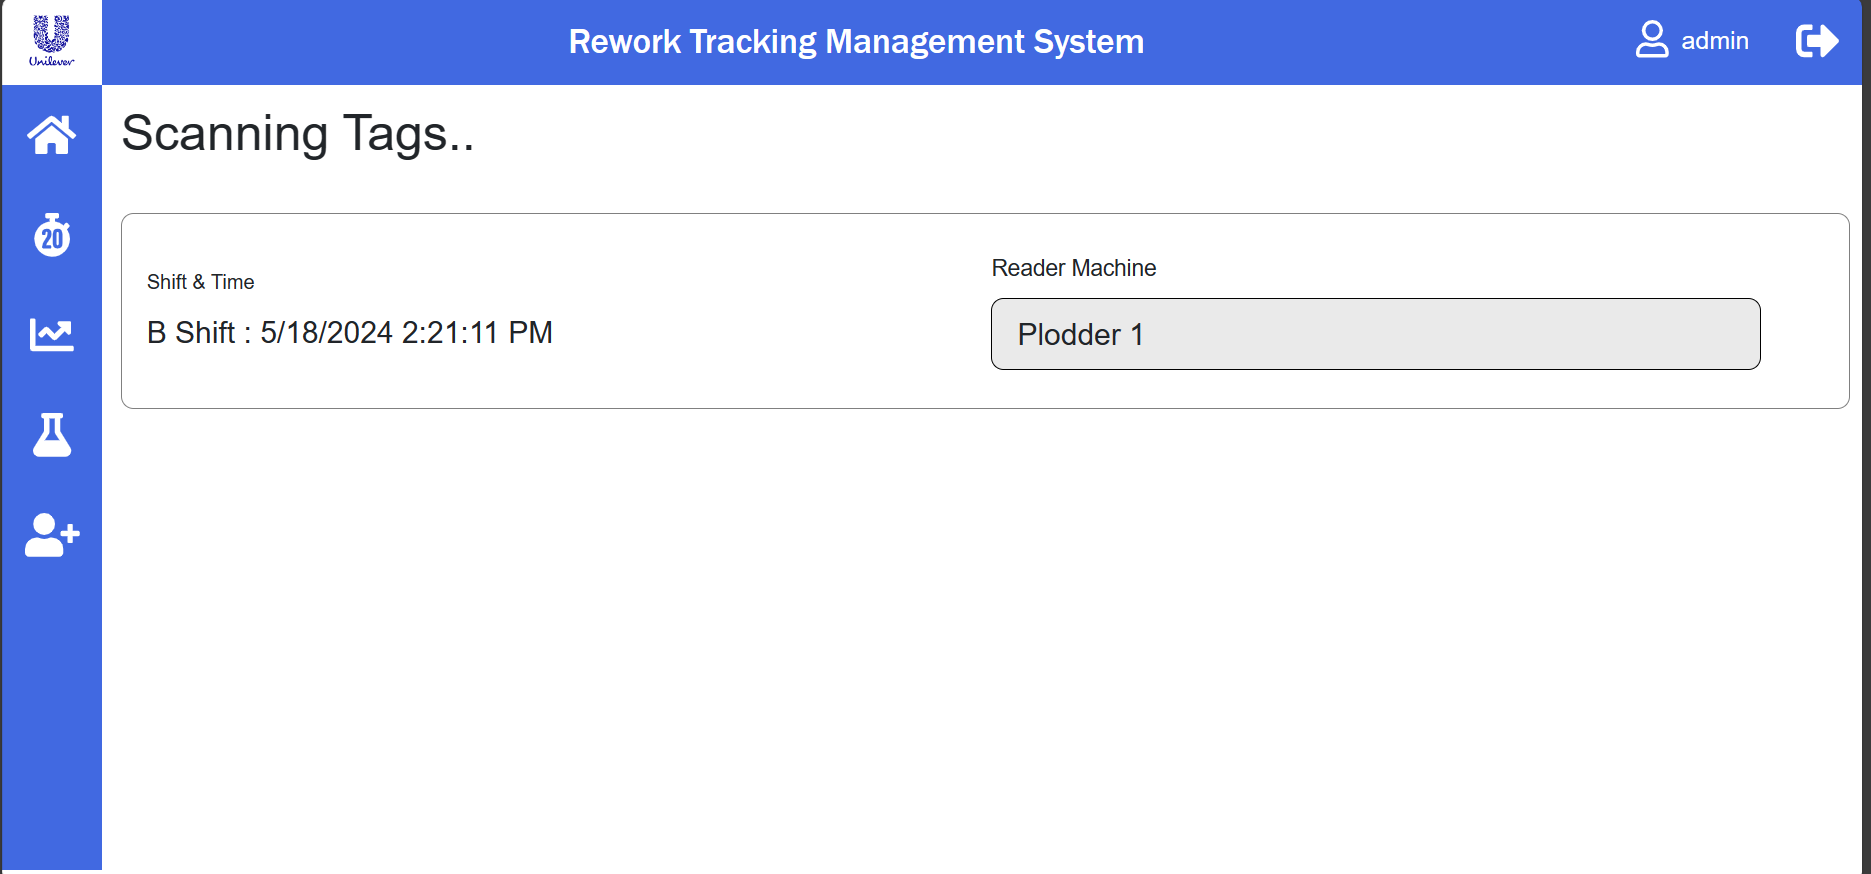 Unilever
Rework Tracking Management System
admin
Scanning Tags..
20
Shift & Time
B Shift : 5/18/2024 2:21:11 PM
Reader Machine
Plodder 1